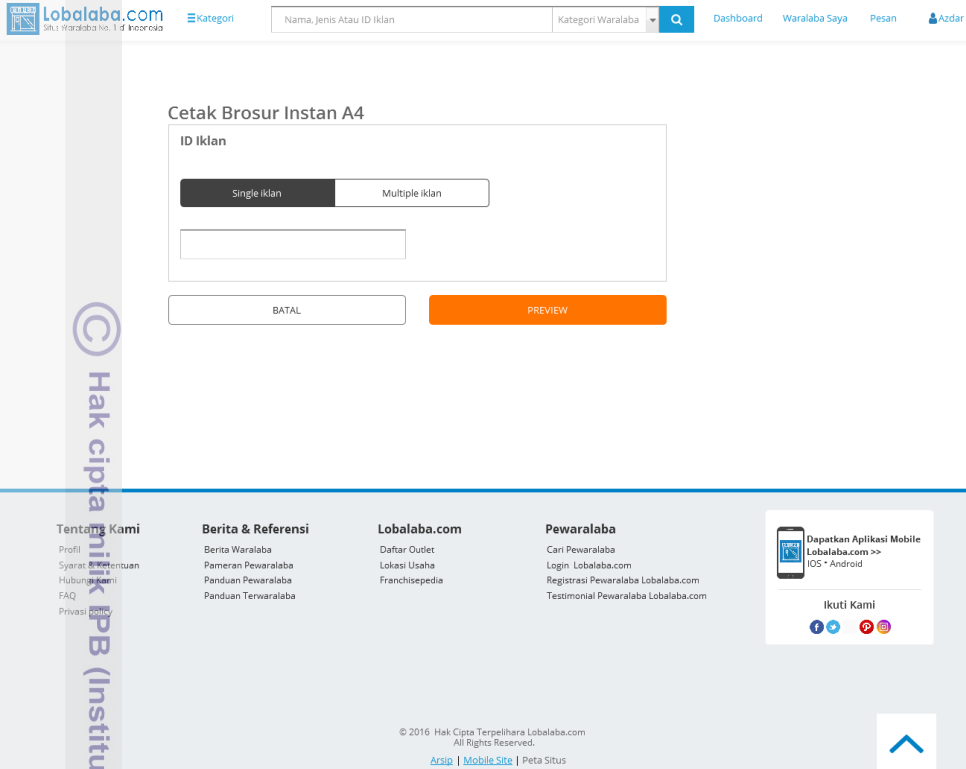 Lobalaba.com
Situs Waralaba No. 1 di Indonesia
Kategori
Nama, Jenis Atau ID Iklan
Kategori Waralaba
Dashboard
Waralaba Saya
Pesan
Azdar
Cetak Brosur Instan A4
ID Iklan
Single iklan
Multiple iklan
BATAL
PREVIEW
© Hak cipta milik IPB (Institu
Tentang Kami
Profil
Syarat & Ketentuan
Hubungi Kami
FAQ
Privasi policy
Berita & Referensi
Berita Waralaba
Pameran Pewaralaba
Panduan Pewaralaba
Panduan Terwaralaba
Lobalaba.com
Daftar Outlet
Lokasi Usaha
Franchisepedia
Pewaralaba
Cari Pewaralaba
Login Lobalaba.com
Registrasi Pewaralaba Lobalaba.com
Testimonial Pewaralaba Lobalaba.com
Dapatkan Aplikasi Mobile
Lobalaba.com >>
IOS * Android
Ikuti Kami
© 2016 Hak Cipta Terpelihara Lobalaba.com
All Rights Reserved.
Arsip | Mobile Site | Peta Situs